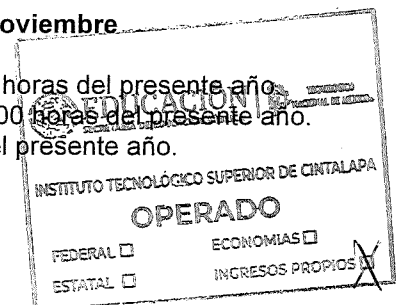 oviembre
horas del presente año.
00 horas del presente año.
l presente año.
EDUCACIÓN
INSTITUTO TECNOLÓGICO SUPERIOR DE CINTALAPA
OPERADO
FEDERAL ☐ ECONOMIAS ☐
ESTATAL ☐ INGRESOS PROPIOS ☒